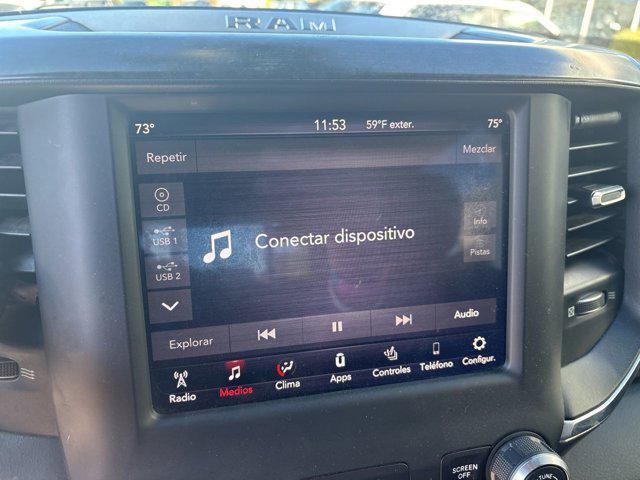 RAM
73°
11:53
59°F exter.
75°
Repetir
Mezclar
CD
USB 1
USB 2
Conectar dispositivo
Info
Pistas
Explorar
Audio
Radio
Medios
Clima
Apps
Controles
Teléfono
Configur.
SCREEN
OFF
TUNE